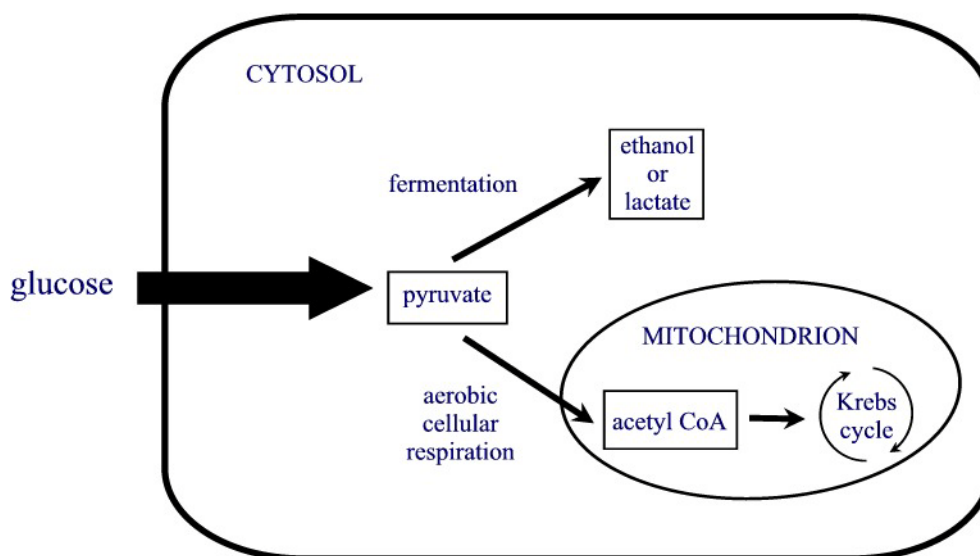 CYTOSOL
ethanol
or
lactate
fermentation
glucose
pyruvate
MITOCHONDRION
aerobic
cellular
respiration
acetyl CoA
Krebs
cycle